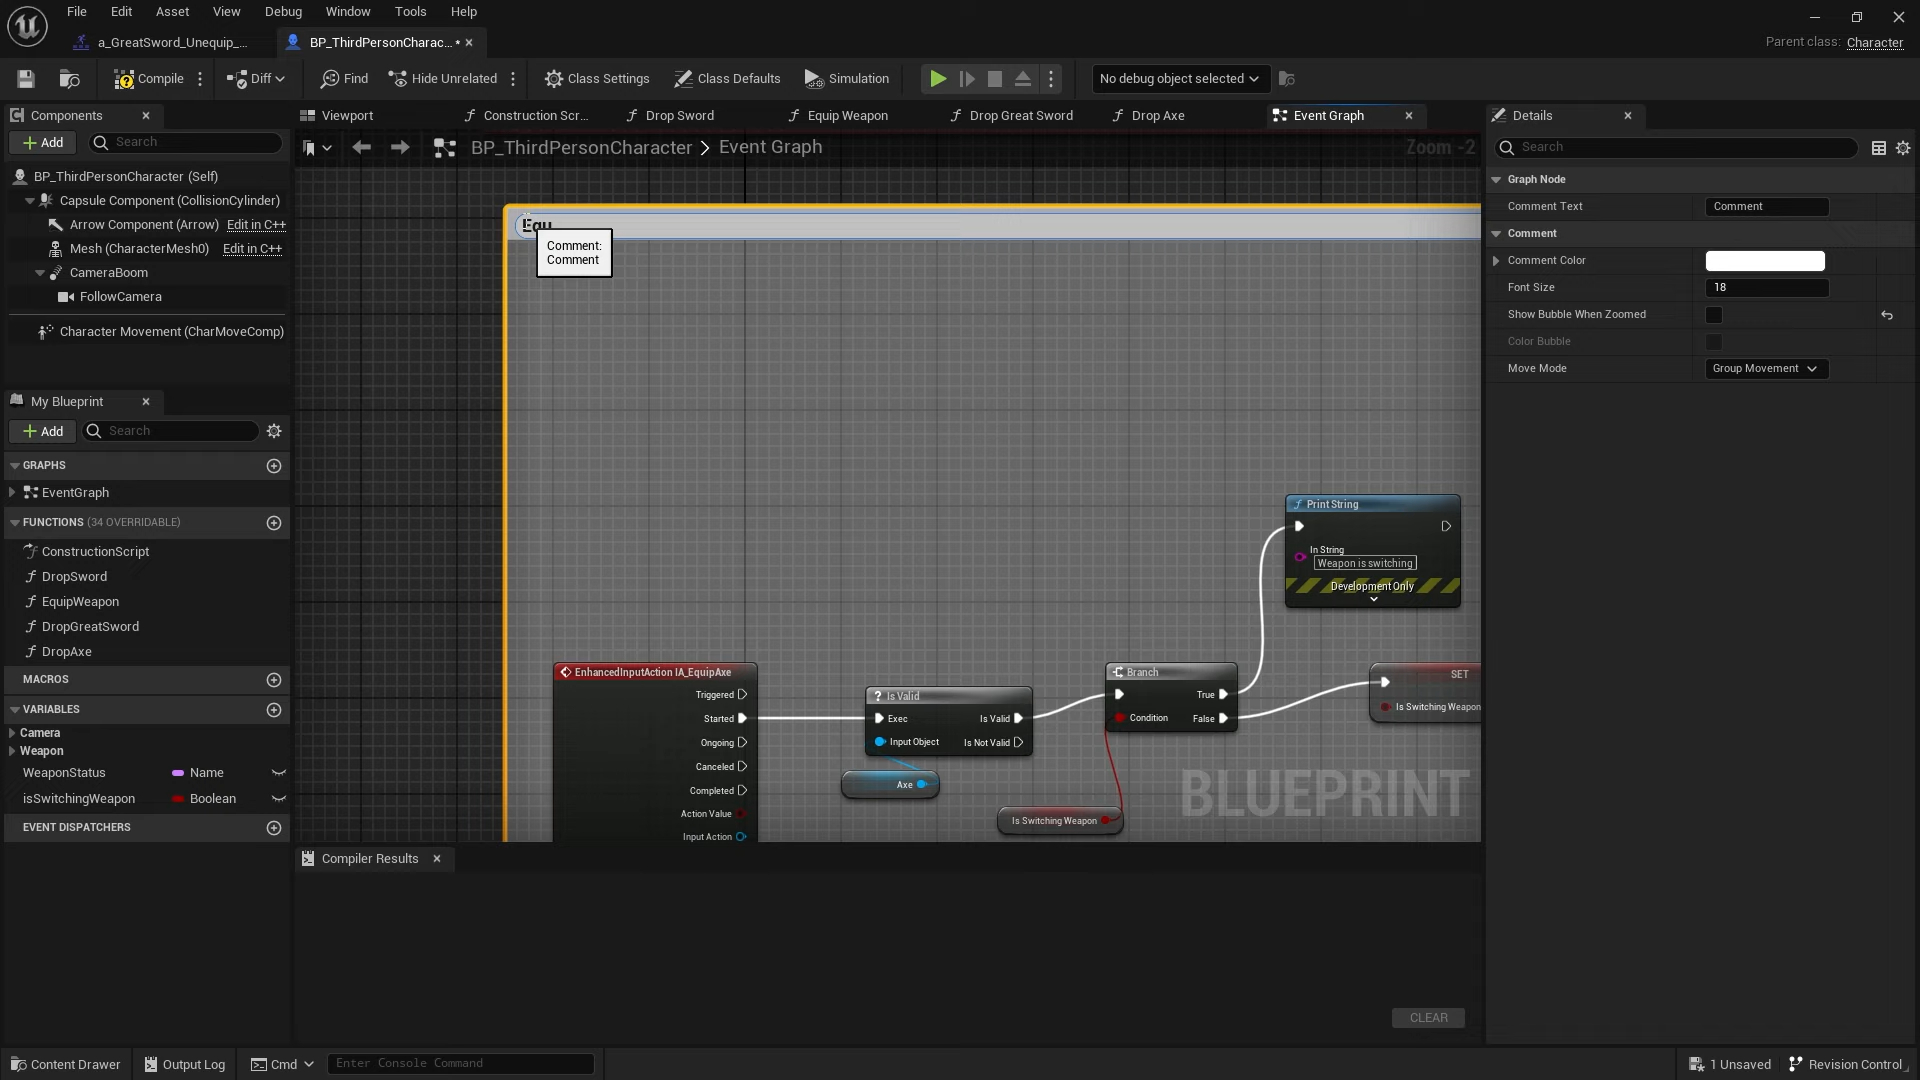 File Edit Asset View Debug Window Tools Help
a_GreatSword_Unequip_...
BP_ThirdPersonCharac... *
Parent class: Character
Compile
Diff
Find
Hide Unrelated
Class Settings
Class Defaults
Simulation
No debug object selected
Components
Add
Search
BP_ThirdPersonCharacter (Self)
Capsule Component (CollisionCylinder)
Arrow Component (Arrow) Edit in C++
Mesh (CharacterMesh0) Edit in C++
CameraBoom
FollowCamera
Character Movement (CharMoveComp)
My Blueprint
Add
Search
GRAPHS
EventGraph
FUNCTIONS (34 OVERRIDABLE)
ConstructionScript
DropSword
EquipWeapon
DropGreatSword
DropAxe
MACROS
VARIABLES
Camera
Weapon
WeaponStatus Name
isSwitchingWeapon Boolean
EVENT DISPATCHERS
Viewport
Construction Scr...
Drop Sword
Equip Weapon
Drop Great Sword
Drop Axe
Event Graph
BP_ThirdPersonCharacter > Event Graph
Zoom -2
Equ
Comment:
Comment
Print String
In String
Weapon is switching
Development Only
EnhancedInputAction IA_EquipAxe
Triggered
Started
Ongoing
Canceled
Completed
Action Value
Input Action
Is Valid
Exec
Is Valid
Input Object
Is Not Valid
Axe
Branch
True
Condition
False
Is Switching Weapon
SET
Is Switching Weapon
BLUEPRINT
Compiler Results
CLEAR
Details
Search
Graph Node
Comment Text Comment
Comment
Comment Color
Font Size 18
Show Bubble When Zoomed
Color Bubble
Move Mode Group Movement
Content Drawer
Output Log
Cmd
Enter Console Command
1 Unsaved
Revision Control